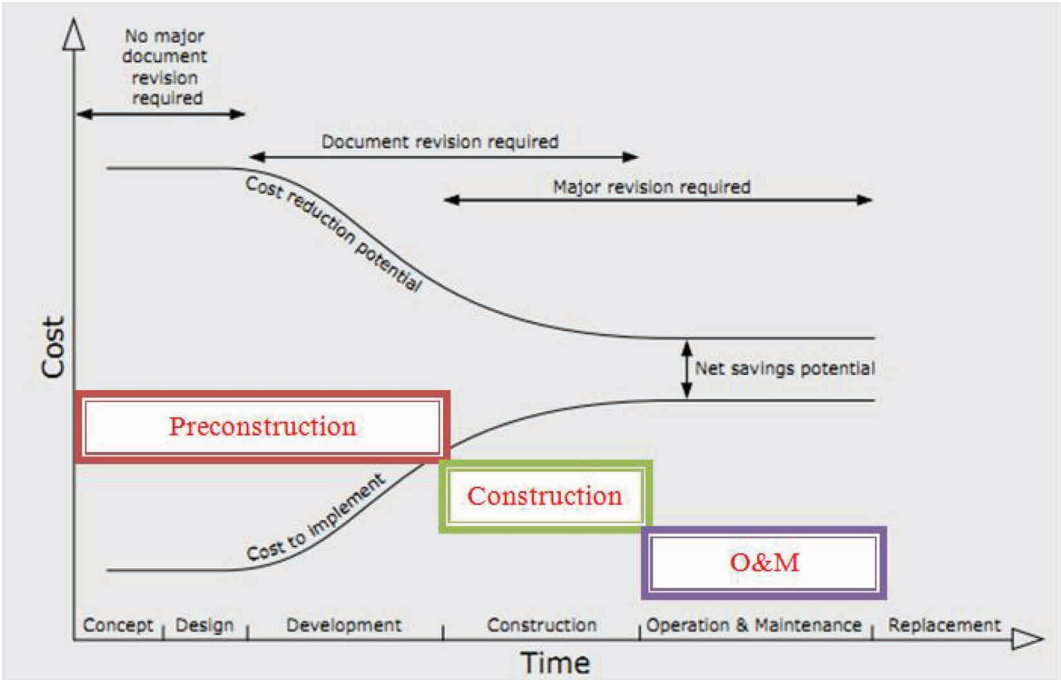 No major
document
revision
required
Document revision required
Major revision required
Cost reduction potential
Net savings potential
Cost
Preconstruction
Construction
Cost to implement
O&M
Concept
Design
Development
Construction
Operation & Maintenance
Replacement
Time